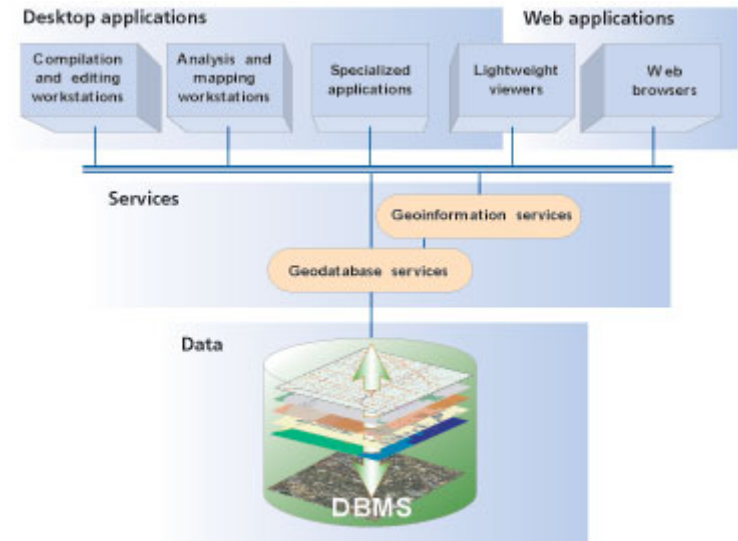 Desktop applications
Web applications
Compilation
and editing
workstations
Analysis and
mapping
workstations
Specialized
applications
Lightweight
viewers
Web
browsers
Services
Geoinformation services
Geodatabase services
Data
DBMS